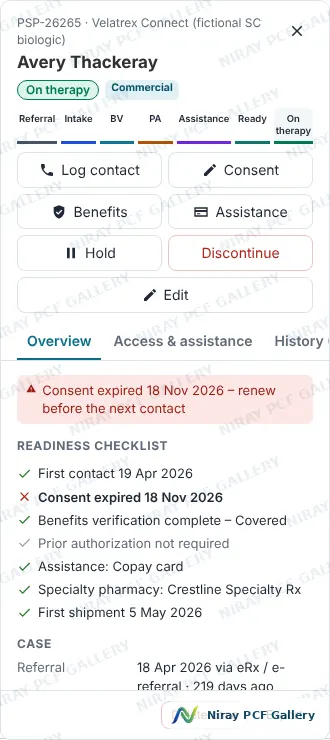 PSP-26265 · Velatrex Connect (fictional SC
biologic)
Avery Thackeray
On therapy
Commercial
Referral
Intake
BV
PA
Assistance
Ready
On
therapy
Log contact
Consent
Benefits
Assistance
Hold
Discontinue
Edit
Overview
Access & assistance
History
Consent expired 18 Nov 2026 – renew
before the next contact
READINESS CHECKLIST
First contact 19 Apr 2026
Consent expired 18 Nov 2026
Benefits verification complete – Covered
Prior authorization not required
Assistance: Copay card
Specialty pharmacy: Crestline Specialty Rx
First shipment 5 May 2026
CASE
Referral
18 Apr 2026 via eRx / e-
referral · 219 days ago
Niray PCF Gallery
NIRAY PCF GALLERY